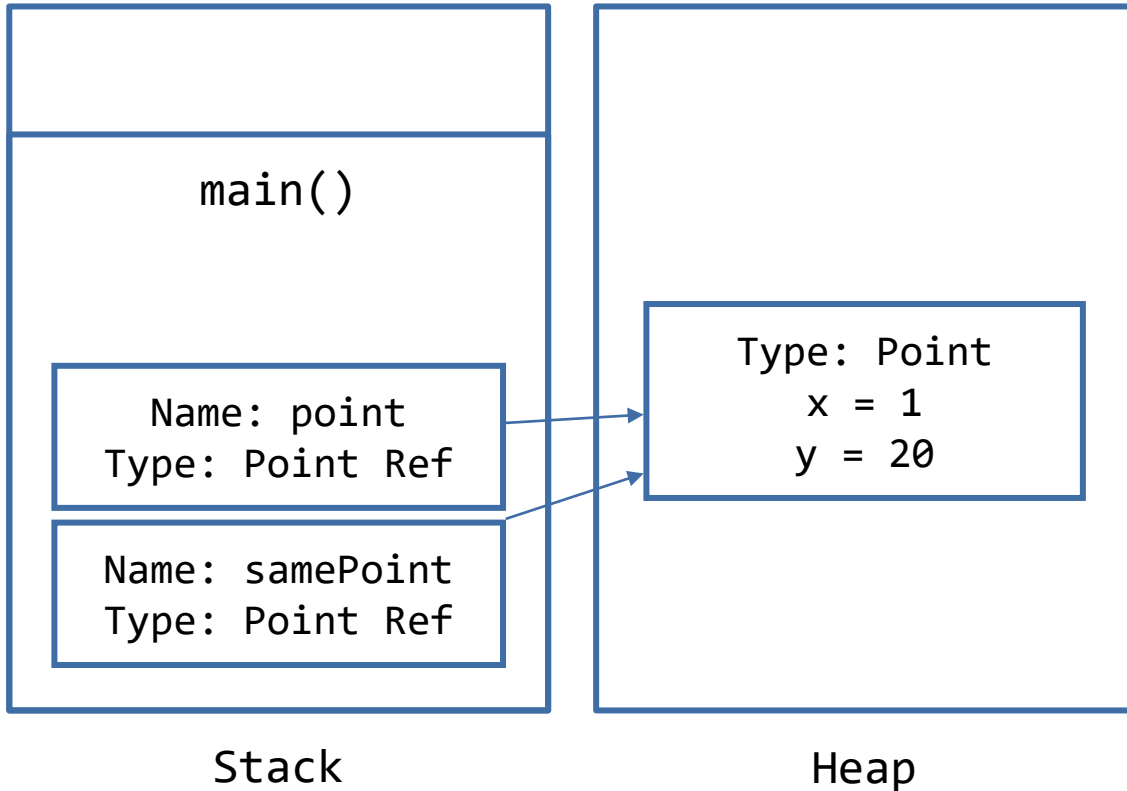 main()
Name: point
Type: Point Ref
Name: samePoint
Type: Point Ref
Stack
Type: Point
x = 1
y = 20
Heap